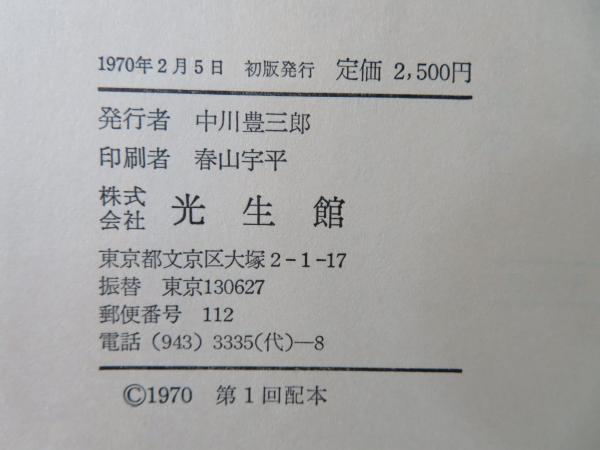 1970年2月5日 初版発行 定価 2,500円
発行者 中川豊三郎
印刷者 春山宇平
株式会社 光生館
東京都文京区大塚2-1-17
振替 東京130627
郵便番号 112
電話 (943) 3335(代)—8
©1970 第1回配本